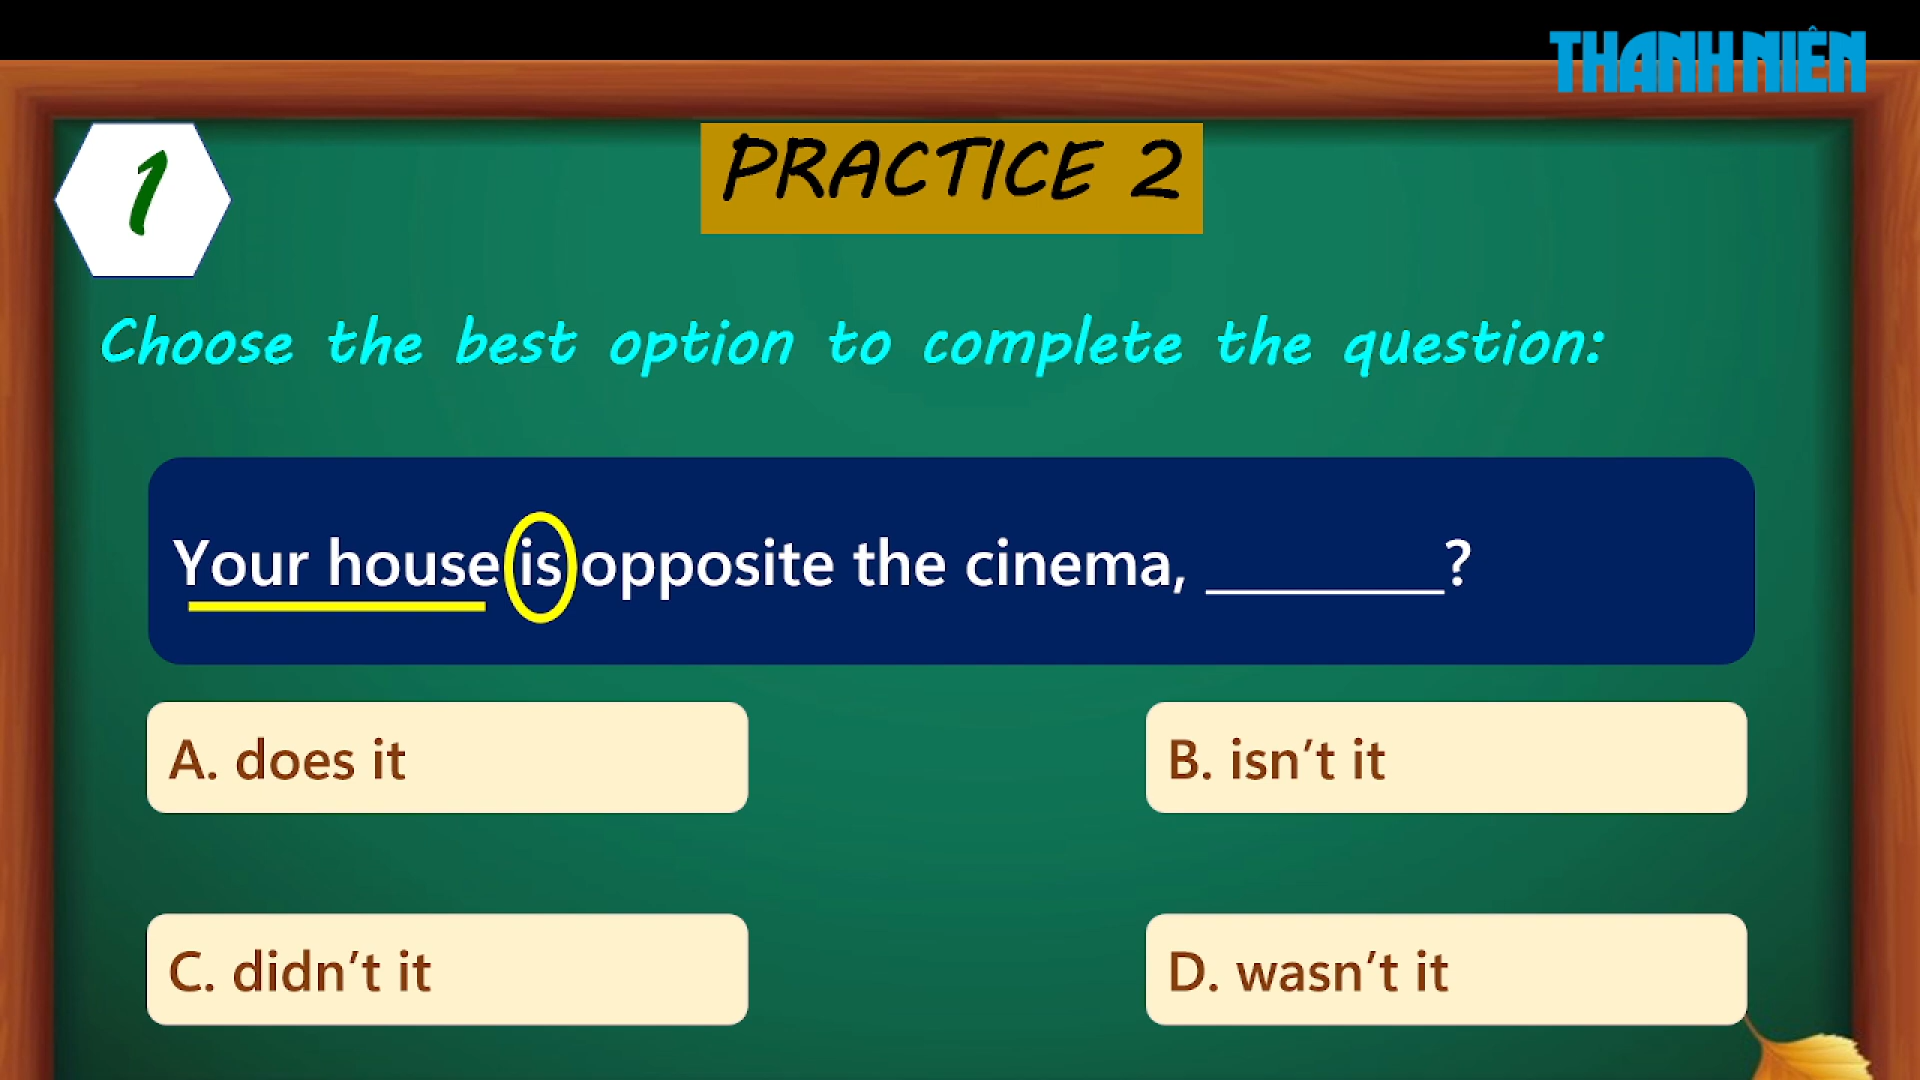 THANH NIÊN
1
PRACTICE 2
Choose the best option to complete the question:
Your house is opposite the cinema, ________?
A. does it
B. isn’t it
C. didn’t it
D. wasn’t it